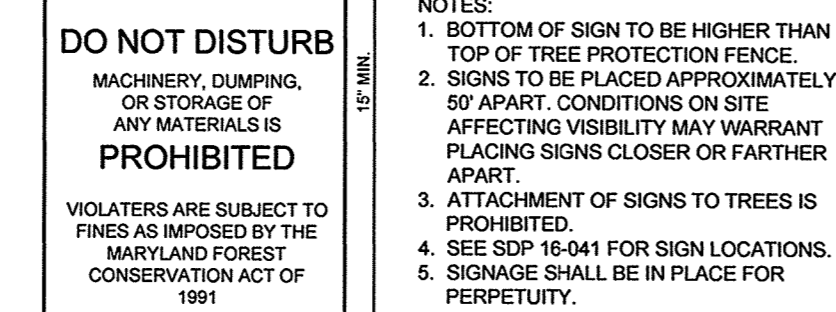 DO NOT DISTURB
MACHINERY, DUMPING,
OR STORAGE OF
ANY MATERIALS IS
PROHIBITED
VIOLATERS ARE SUBJECT TO
FINES AS IMPOSED BY THE
MARYLAND FOREST
CONSERVATION ACT OF
1991
15" MIN.
NOTES:
1. BOTTOM OF SIGN TO BE HIGHER THAN
TOP OF TREE PROTECTION FENCE.
2. SIGNS TO BE PLACED APPROXIMATELY
50' APART. CONDITIONS ON SITE
AFFECTING VISIBILITY MAY WARRANT
PLACING SIGNS CLOSER OR FARTHER
APART.
3. ATTACHMENT OF SIGNS TO TREES IS
PROHIBITED.
4. SEE SDP 16-041 FOR SIGN LOCATIONS.
5. SIGNAGE SHALL BE IN PLACE FOR
PERPETUITY.